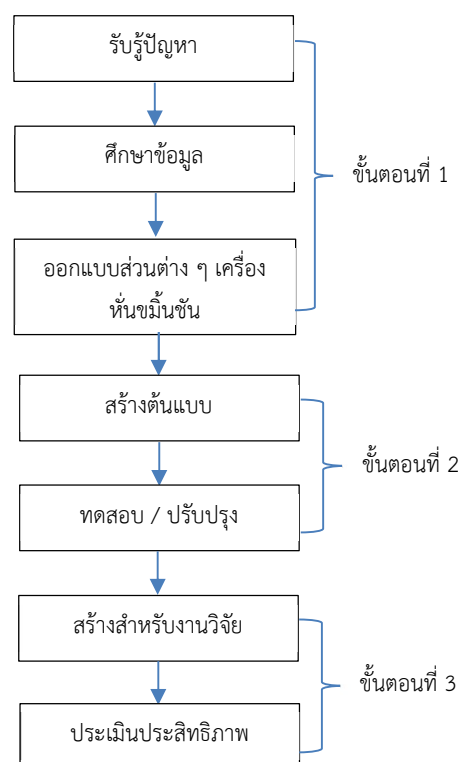 รับรู้ปัญหา
ศึกษาข้อมูล
ขั้นตอนที่ 1
ออกแบบส่วนต่าง ๆ เครื่อง
หั่นขมิ้นชัน
สร้างต้นแบบ
ขั้นตอนที่ 2
ทดสอบ / ปรับปรุง
สร้างสำหรับงานวิจัย
ขั้นตอนที่ 3
ประเมินประสิทธิภาพ